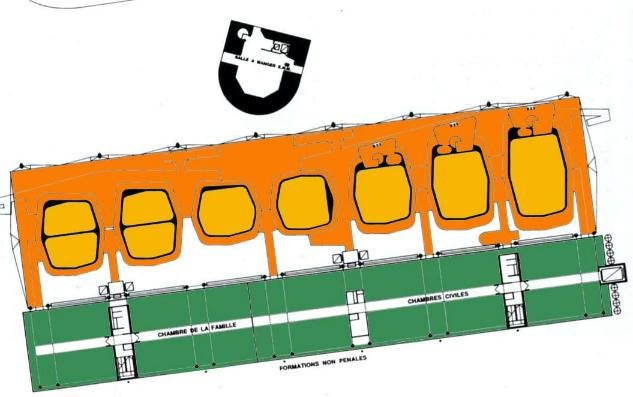 SALLE A MANGER E.N.M
CHAMBRES CIVILES
CHAMBRE DE LA FAMILLE
FORMATIONS NON PENALES